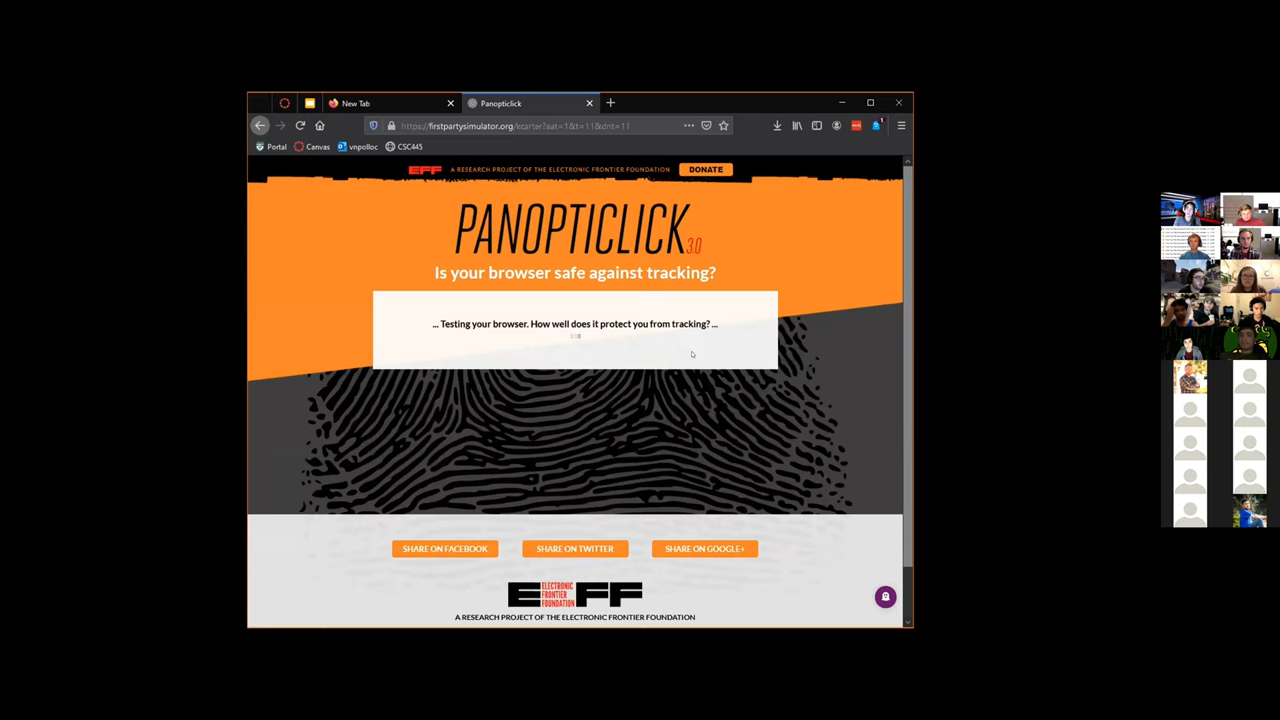 New Tab
Panopticlick
https://firstpartysimulator.org/kcarter?aat=1&t=11&dnt=11
Portal
Canvas
vnpolloc
CSC445
EFF
A RESEARCH PROJECT OF THE ELECTRONIC FRONTIER FOUNDATION
DONATE
PANOPTICLICK 3.0
Is your browser safe against tracking?
... Testing your browser. How well does it protect you from tracking? ...
SHARE ON FACEBOOK
SHARE ON TWITTER
SHARE ON GOOGLE+
ELECTRONIC
FRONTIER
FOUNDATION
EFF
A RESEARCH PROJECT OF THE ELECTRONIC FRONTIER FOUNDATION